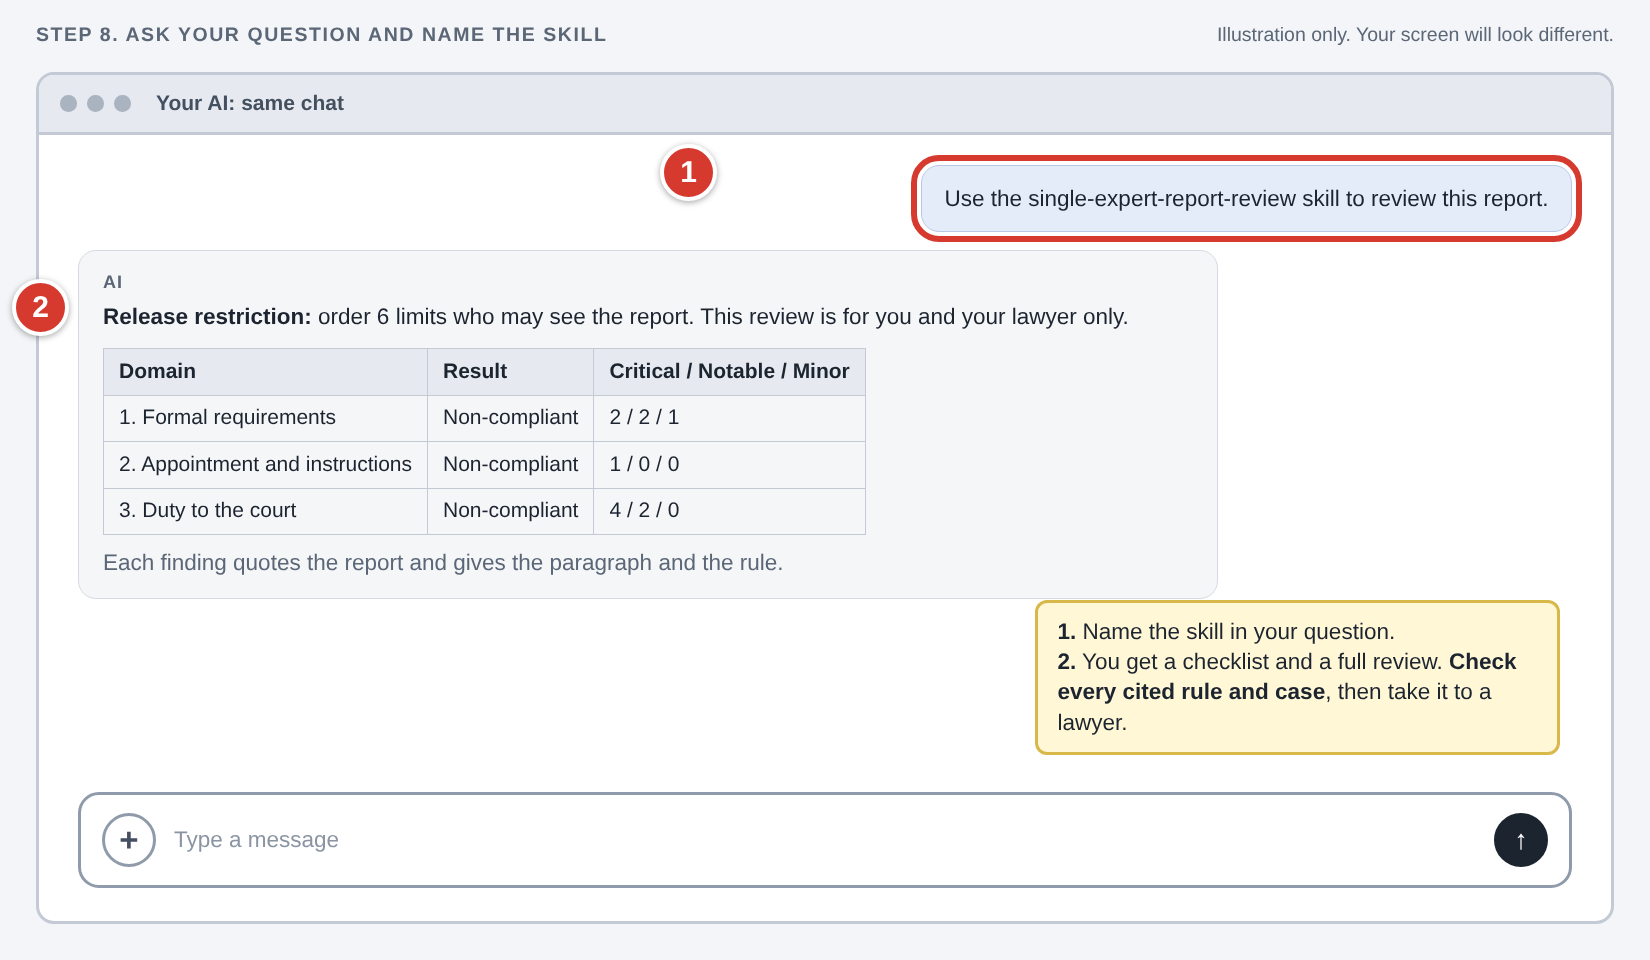 STEP 8. ASK YOUR QUESTION AND NAME THE SKILL
Illustration only. Your screen will look different.
Your AI: same chat
1
Use the single-expert-report-review skill to review this report.
2
AI
Release restriction: order 6 limits who may see the report. This review is for you and your lawyer only.
Domain Result Critical / Notable / Minor
1. Formal requirements Non-compliant 2 / 2 / 1
2. Appointment and instructions Non-compliant 1 / 0 / 0
3. Duty to the court Non-compliant 4 / 2 / 0
Each finding quotes the report and gives the paragraph and the rule.
1. Name the skill in your question.
2. You get a checklist and a full review. Check
every cited rule and case, then take it to a
lawyer.
+ Type a message ↑